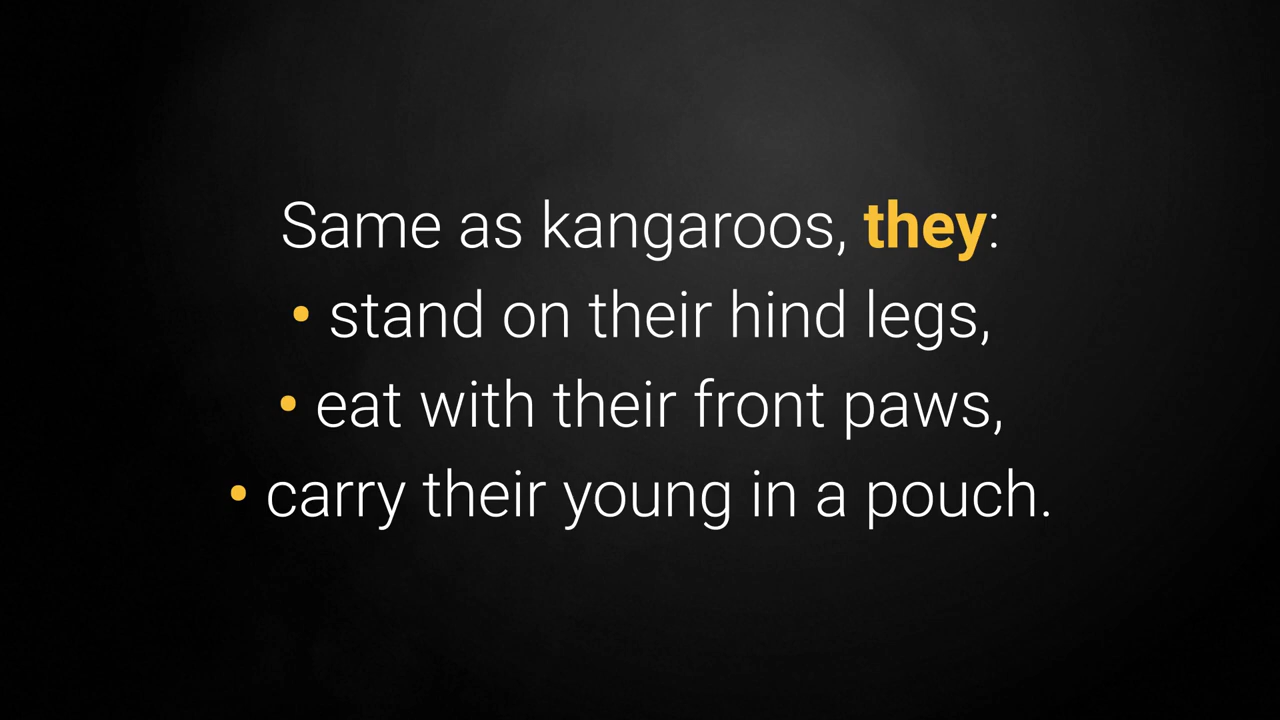 Same as kangaroos, they:
• stand on their hind legs,
• eat with their front paws,
• carry their young in a pouch.